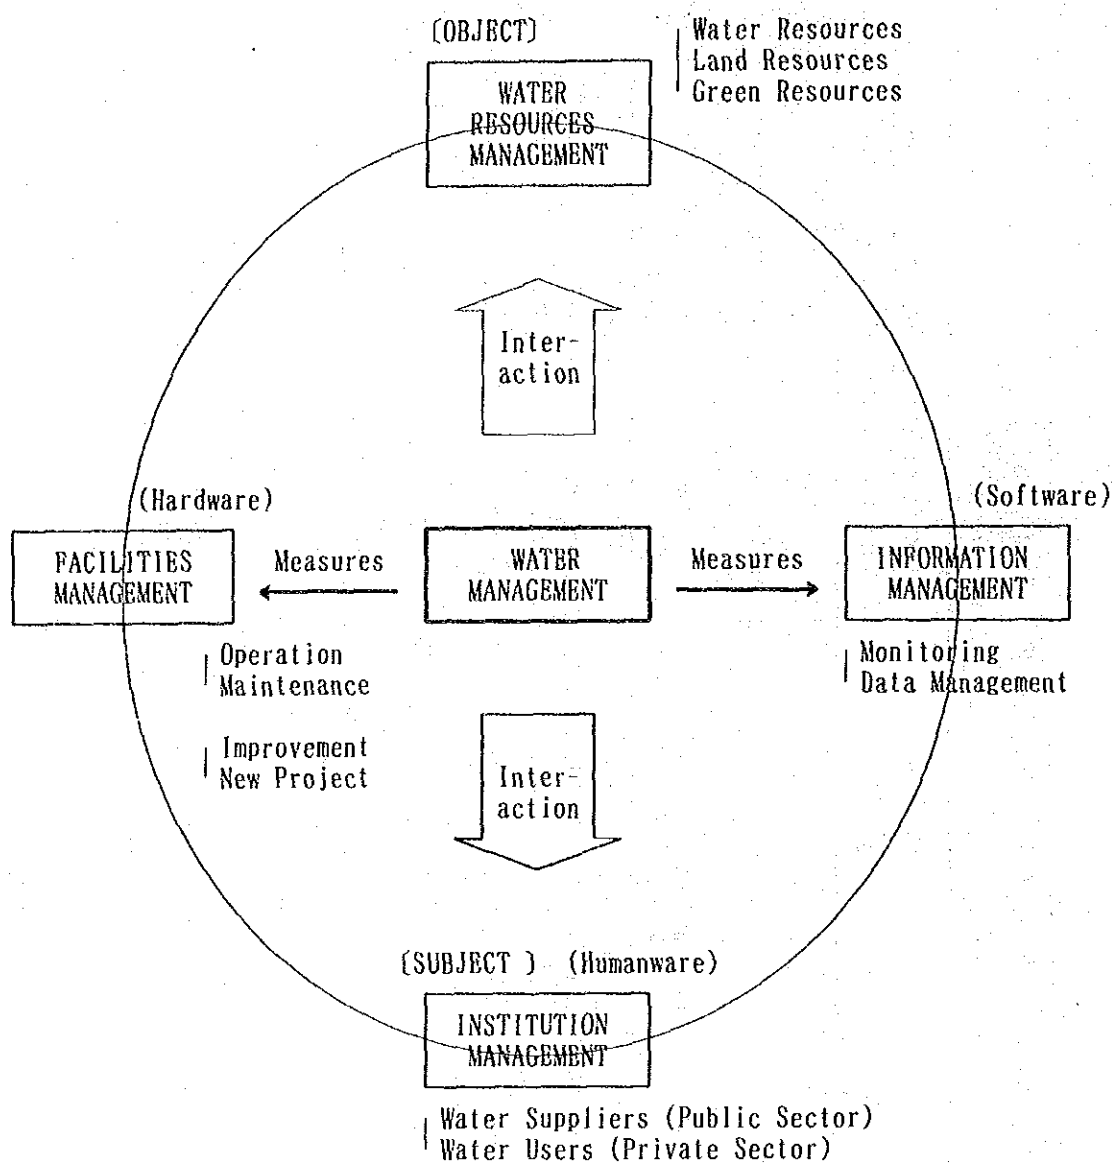 〔OBJECT〕
Water Resources
Land Resources
Green Resources
WATER
RESOURCES
MANAGEMENT
Inter-
action
(Hardware)
(Software)
FACILITIES
MANAGEMENT
Measures
WATER
MANAGEMENT
Measures
INFORMATION
MANAGEMENT
Operation
Maintenance
Monitoring
Data Management
Improvement
New Project
Inter-
action
〔SUBJECT 〕 (Humanware)
INSTITUTION
MANAGEMENT
Water Suppliers (Public Sector)
Water Users (Private Sector)